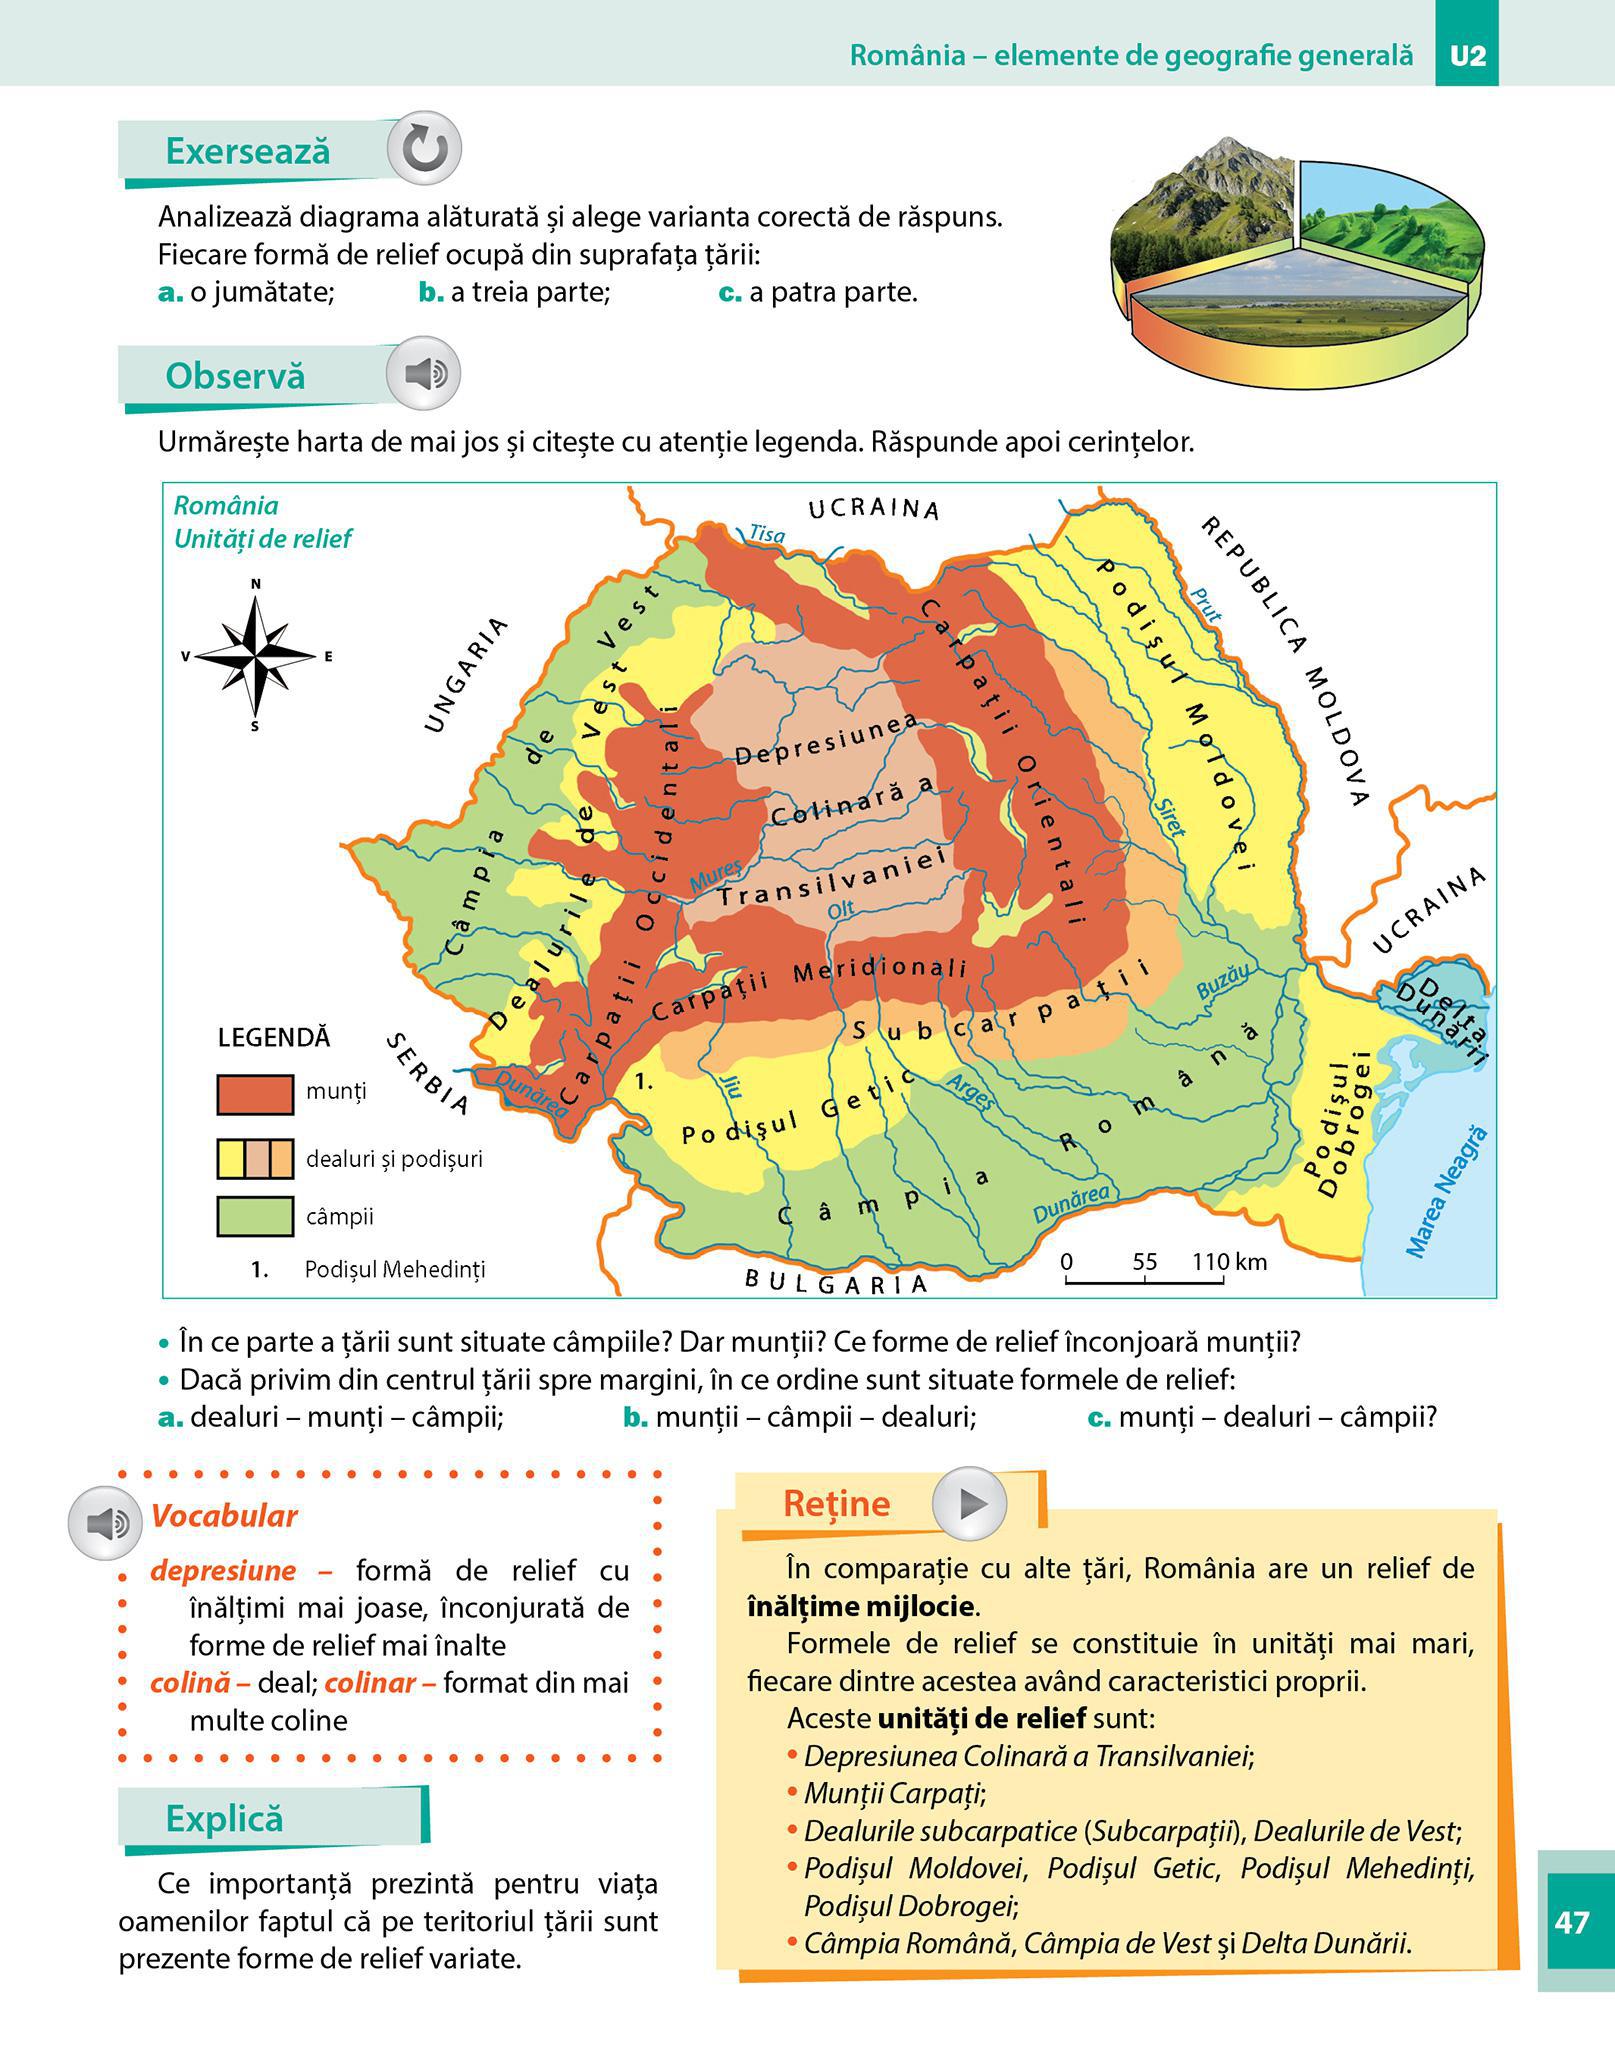 România – elemente de geografie generală U2
Exersează
Analizează diagrama alăturată și alege varianta corectă de răspuns.
Fiecare formă de relief ocupă din suprafața țării:
a. o jumătate; b. a treia parte; c. a patra parte.
Observă
Urmărește harta de mai jos și citește cu atenție legenda. Răspunde apoi cerințelor.
România
Unități de relief
N
V E
S
UCRAINA
REPUBLICA MOLDOVA
UNGARIA
UCRAINA
SERBIA
BULGARIA
Tisa
Prut
Siret
Mureș
Olt
Buzău
Jiu
Argeș
Dunărea
Dunărea
Marea Neagră
Delta Dunării
Podișul Moldovei
Carpații Orientali
Câmpia de Vest
Dealurile de Vest
Carpații Occidentali
Depresiunea
Colinară a
Transilvaniei
Carpații Meridionali
Subcarpații
1.
Podișul Getic
Câmpia Română
Podișul
Dobrogei
LEGENDĂ
munți
dealuri și podișuri
câmpii
1. Podișul Mehedinți
0 55 110 km
• În ce parte a țării sunt situate câmpiile? Dar munții? Ce forme de relief înconjoară munții?
• Dacă privim din centrul țării spre margini, în ce ordine sunt situate formele de relief:
a. dealuri – munți – câmpii; b. munții – câmpii – dealuri; c. munți – dealuri – câmpii?
Vocabular
depresiune – formă de relief cu
înălțimi mai joase, înconjurată de
forme de relief mai înalte
colină – deal; colinar – format din mai
multe coline
Explică
Ce importanță prezintă pentru viața
oamenilor faptul că pe teritoriul țării sunt
prezente forme de relief variate.
Reține
În comparație cu alte țări, România are un relief de
înălțime mijlocie.
Formele de relief se constituie în unități mai mari,
fiecare dintre acestea având caracteristici proprii.
Aceste unități de relief sunt:
• Depresiunea Colinară a Transilvaniei;
• Munții Carpați;
• Dealurile subcarpatice (Subcarpații), Dealurile de Vest;
• Podișul Moldovei, Podișul Getic, Podișul Mehedinți,
Podișul Dobrogei;
• Câmpia Română, Câmpia de Vest și Delta Dunării.
47